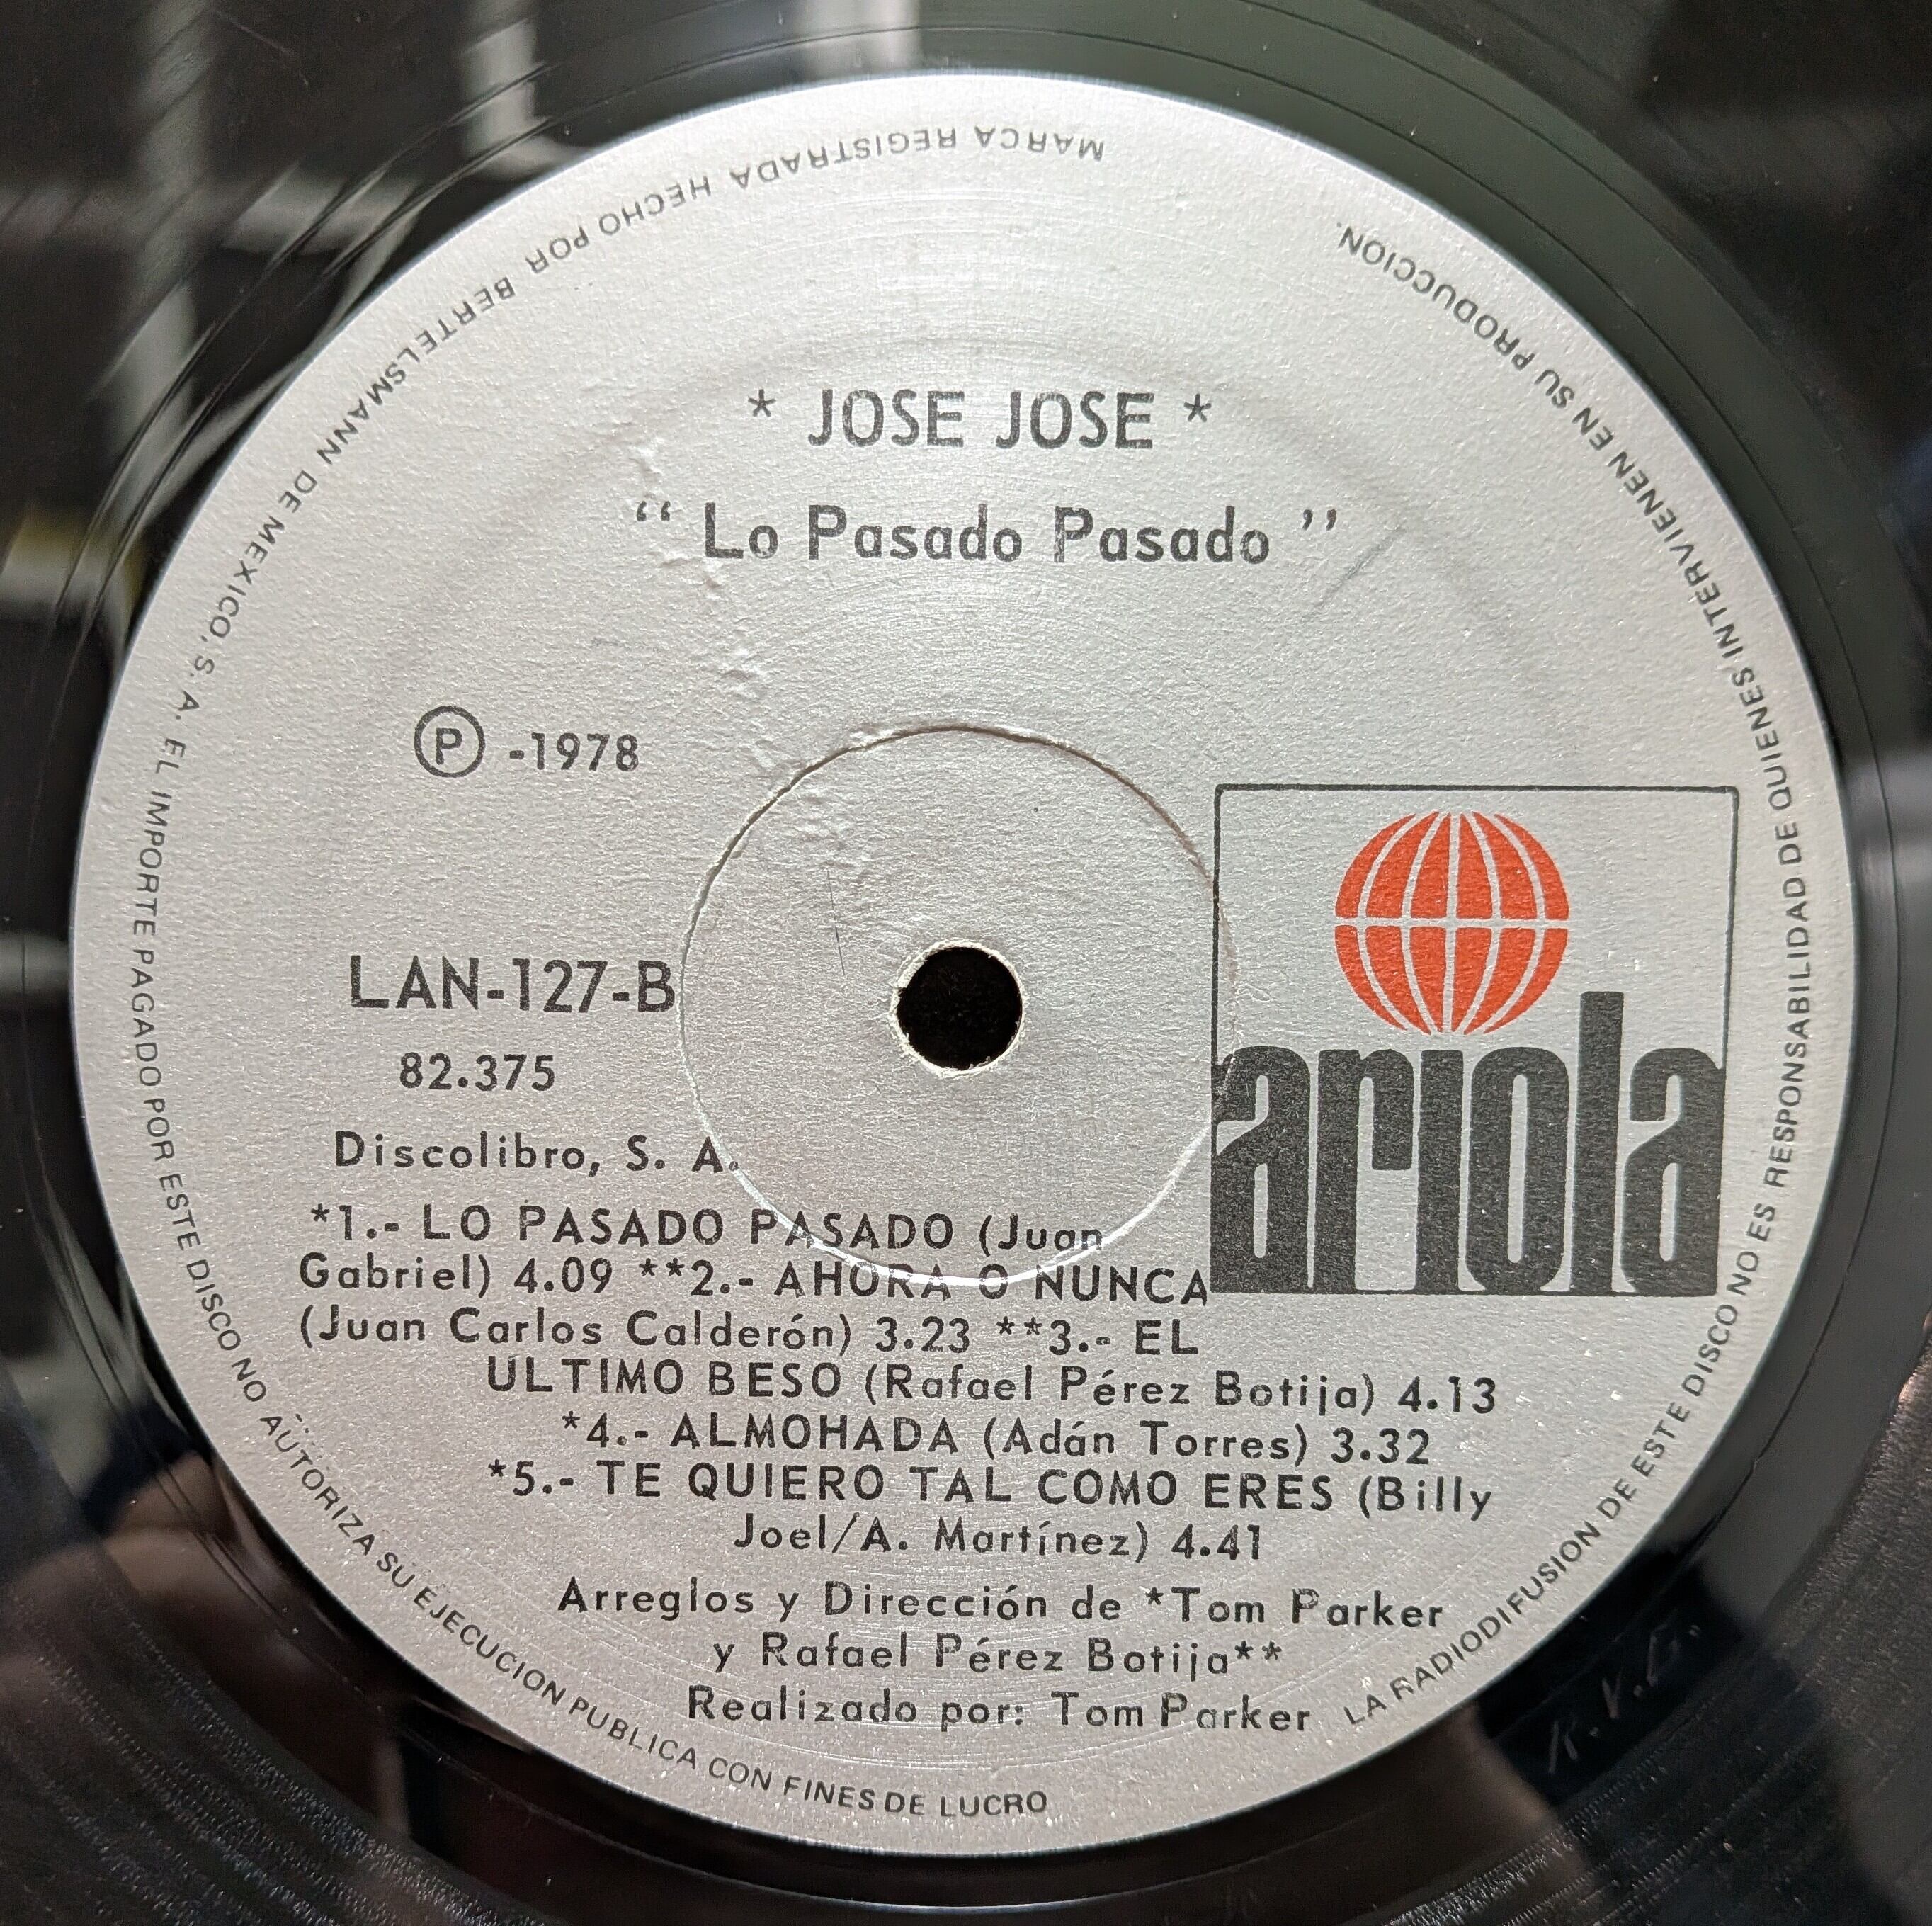 * JOSE JOSE *
“ Lo Pasado Pasado ”
Ⓟ -1978
LAN-127-B
82.375
Discolibro, S. A.
ariola
*1.- LO PASADO PASADO (Juan
Gabriel) 4.09 **2.- AHORA O NUNCA
(Juan Carlos Calderón) 3.23 **3.- EL
ULTIMO BESO (Rafael Pérez Botija) 4.13
*4.- ALMOHADA (Adán Torres) 3.32
*5.- TE QUIERO TAL COMO ERES (Billy
Joel/A. Martínez) 4.41
Arreglos y Dirección de *Tom Parker
y Rafael Pérez Botija**
Realizado por: Tom Parker
MARCA REGISTRADA HECHO POR BERTELSMANN DE MEXICO, S. A. EL IMPORTE PAGADO POR ESTE DISCO NO AUTORIZA SU EJECUCION PUBLICA CON FINES DE LUCRO
LA RADIODIFUSION DE ESTE DISCO NO ES RESPONSABILIDAD DE QUIENES INTERVIENEN EN SU PRODUCCION.